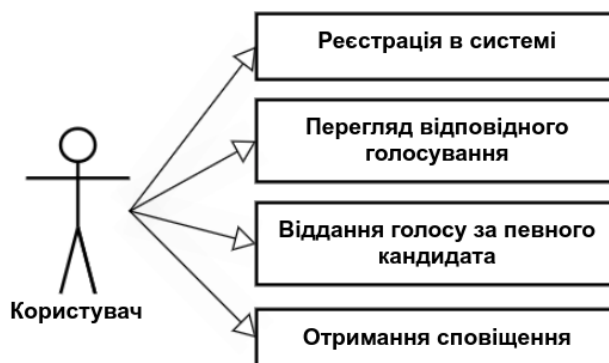 Реєстрація в системі
Перегляд відповідного
голосування
Віддання голосу за певного
кандидата
Користувач
Отримання сповіщення